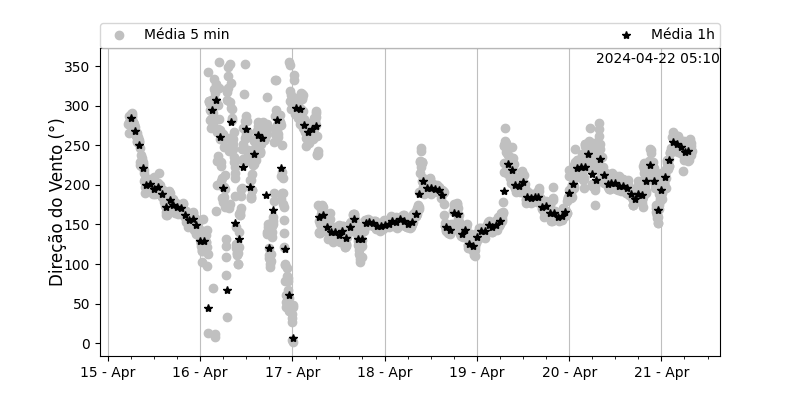 Média 5 min
Média 1h
2024-04-22 05:10
Direção do Vento (°)
350
300
250
200
150
100
50
0
15 - Apr
16 - Apr
17 - Apr
18 - Apr
19 - Apr
20 - Apr
21 - Apr